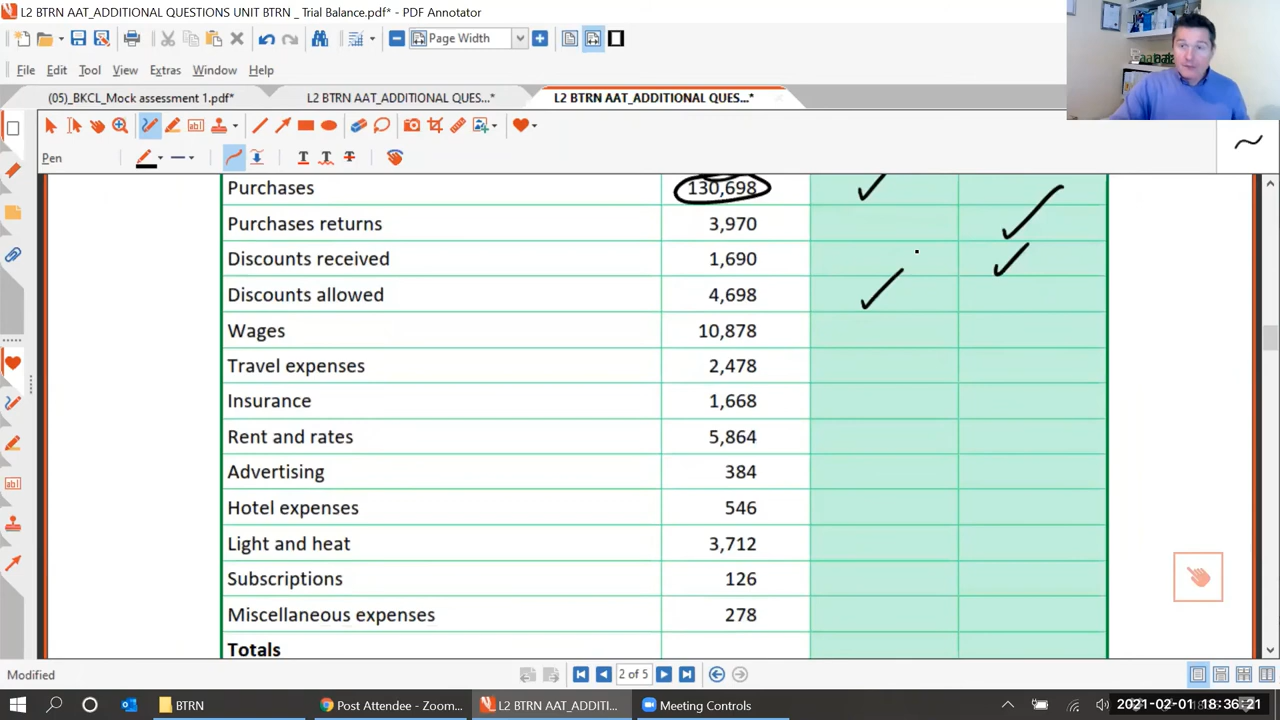 L2 BTRN AAT_ADDITIONAL QUESTIONS UNIT BTRN _ Trial Balance.pdf* - PDF Annotator
Page Width
File Edit Tool View Extras Window Help
(05)_BKCL_Mock assessment 1.pdf* L2 BTRN AAT_ADDITIONAL QUES...* L2 BTRN AAT_ADDITIONAL QUES...*
Pen
Purchases 130,698
Purchases returns 3,970
Discounts received 1,690
Discounts allowed 4,698
Wages 10,878
Travel expenses 2,478
Insurance 1,668
Rent and rates 5,864
Advertising 384
Hotel expenses 546
Light and heat 3,712
Subscriptions 126
Miscellaneous expenses 278
Totals
Modified 2 of 5
BTRN Post Attendee - Zoom... L2 BTRN AAT_ADDITI... Meeting Controls 2021-02-01 18:36:21